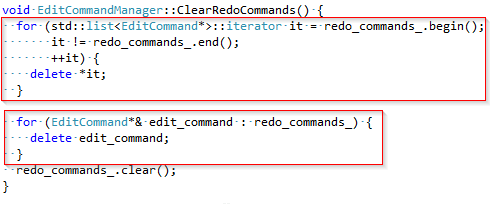 void EditCommandManager::ClearRedoCommands() {
  for (std::list<EditCommand*>::iterator it = redo_commands_.begin();
       it != redo_commands_.end();
       ++it) {
    delete *it;
  }

  for (EditCommand*& edit_command : redo_commands_) {
    delete edit_command;
  }
  redo_commands_.clear();
}